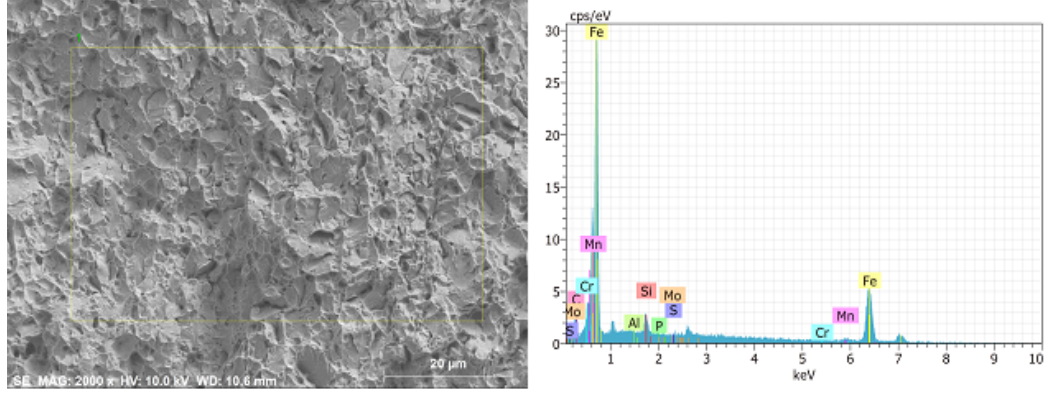 20 µm
SE MAG: 2000 x HV: 10.0 kV WD: 10.6 mm
cps/eV
30
25
20
15
10
5
0
Fe
Mn
Cr
C
Mo
S
Si
Al
P
Mo
S
Cr
Mn
Fe
1 2 3 4 5 6 7 8 9 10
keV